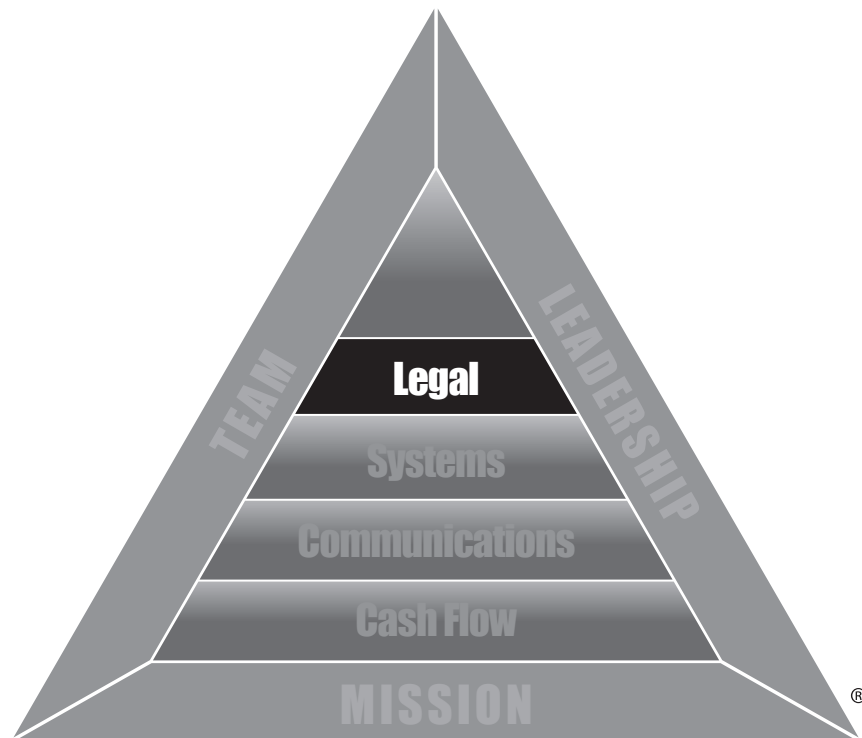 TEAM
LEADERSHIP
Legal
Systems
Communications
Cash Flow
MISSION
®